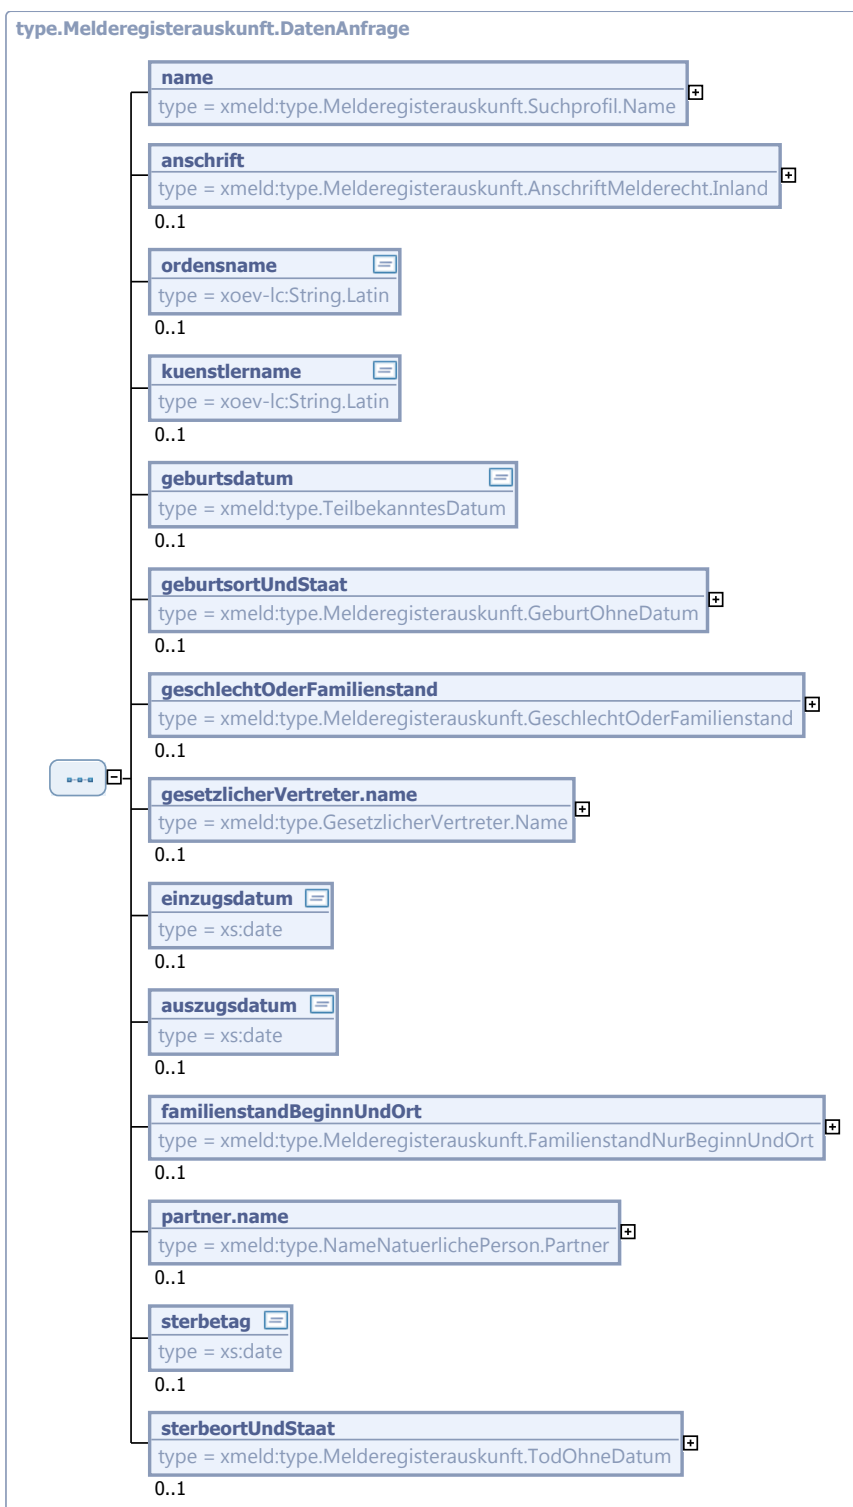 type.Melderegisterauskunft.DatenAnfrage
name
type = xmeld:type.Melderegisterauskunft.Suchprofil.Name
anschrift
type = xmeld:type.Melderegisterauskunft.AnschriftMelderecht.Inland
0..1
ordensname
type = xoev-lc:String.Latin
0..1
kuenstlername
type = xoev-lc:String.Latin
0..1
geburtsdatum
type = xmeld:type.TeilbekanntesDatum
0..1
geburtsortUndStaat
type = xmeld:type.Melderegisterauskunft.GeburtOhneDatum
0..1
geschlechtOderFamilienstand
type = xmeld:type.Melderegisterauskunft.GeschlechtOderFamilienstand
0..1
gesetzlicherVertreter.name
type = xmeld:type.GesetzlicherVertreter.Name
0..1
einzugsdatum
type = xs:date
0..1
auszugsdatum
type = xs:date
0..1
familienstandBeginnUndOrt
type = xmeld:type.Melderegisterauskunft.FamilienstandNurBeginnUndOrt
0..1
partner.name
type = xmeld:type.NameNatuerlichePerson.Partner
0..1
sterbetag
type = xs:date
0..1
sterbeortUndStaat
type = xmeld:type.Melderegisterauskunft.TodOhneDatum
0..1